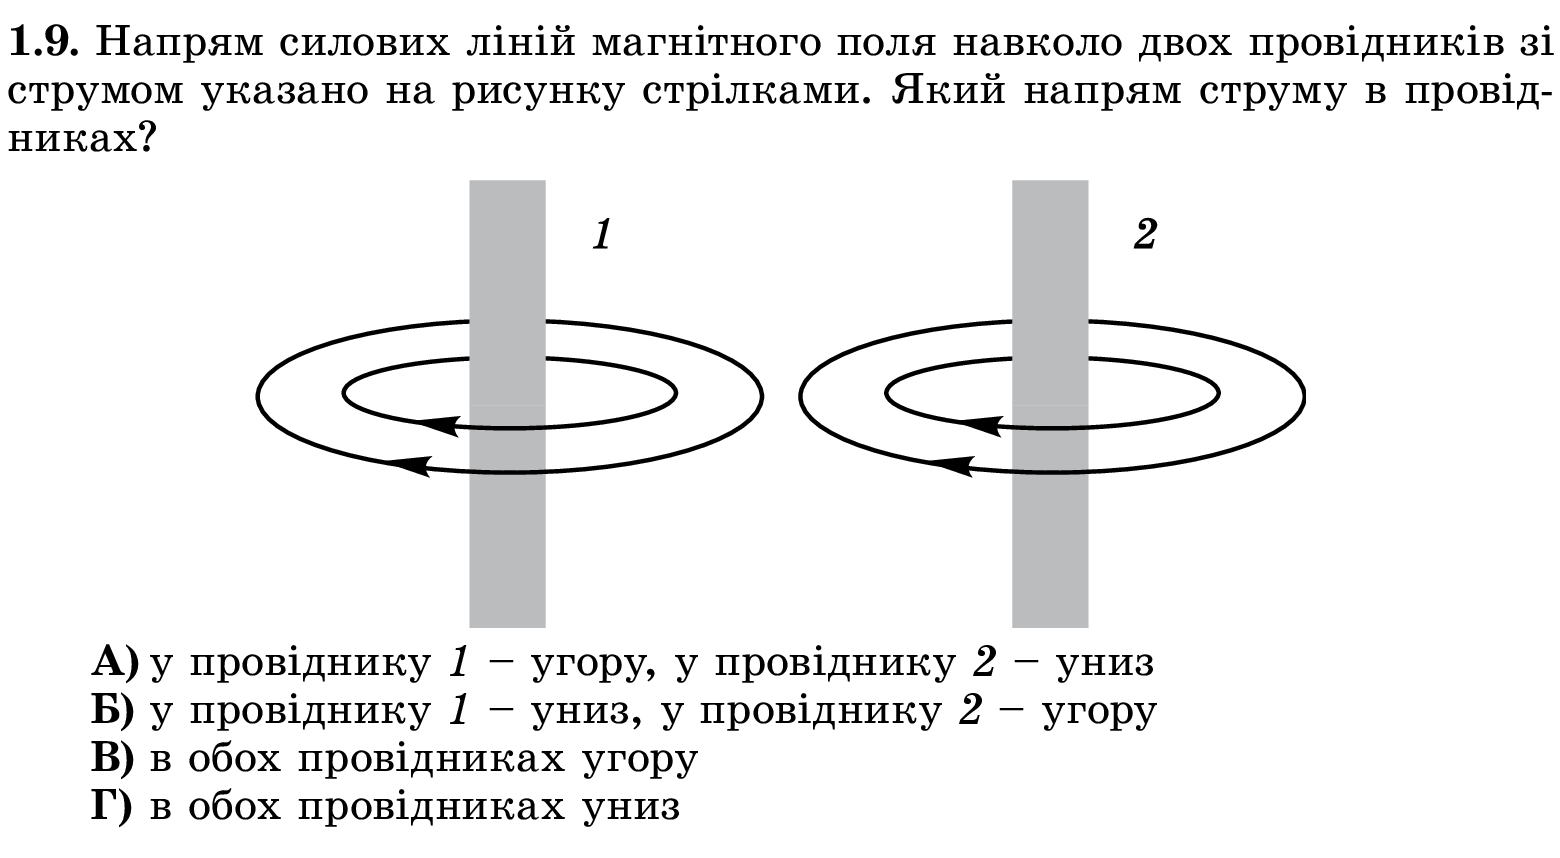 1.9. Напрям силових ліній магнітного поля навколо двох провідників зі
струмом указано на рисунку стрілками. Який напрям струму в провід-
никах?
1 2
А) у провіднику 1 – угору, у провіднику 2 – униз
Б) у провіднику 1 – униз, у провіднику 2 – угору
В) в обох провідниках угору
Г) в обох провідниках униз